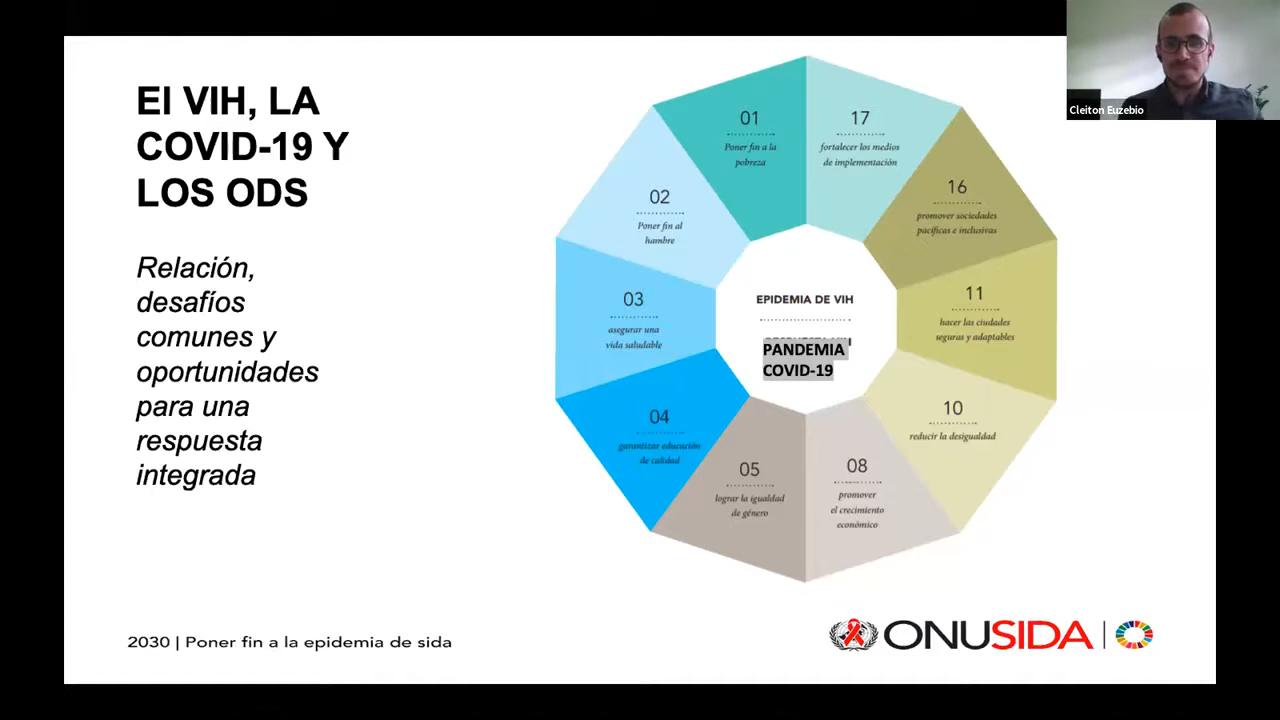 El VIH, LA
COVID-19 Y
LOS ODS
Relación,
desafíos
comunes y
oportunidades
para una
respuesta
integrada
01
Poner fin a la
pobreza
17
fortalecer los medios
de implementación
02
Poner fin al
hambre
16
promover sociedades
pacíficas e inclusivas
03
asegurar una
vida saludable
11
hacer las ciudades
seguras y adaptables
EPIDEMIA DE VIH
PANDEMIA
COVID-19
04
garantizar educación
de calidad
10
reducir la desigualdad
05
lograr la igualdad
de género
08
promover
el crecimiento
económico
2030 | Poner fin a la epidemia de sida
ONUSIDA
Cleiton Euzebio